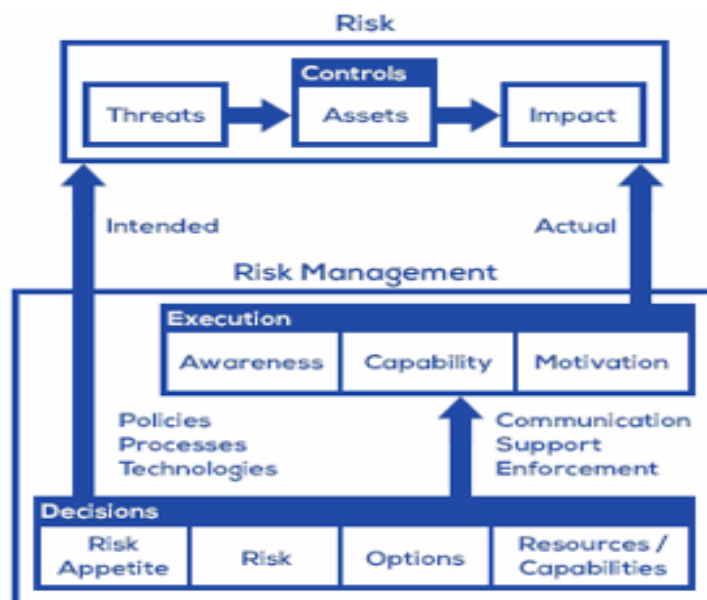 Risk
Controls
Threats
Assets
Impact
Intended
Actual
Risk Management
Execution
Awareness
Capability
Motivation
Policies
Processes
Technologies
Communication
Support
Enforcement
Decisions
Risk
Appetite
Risk
Options
Resources /
Capabilities